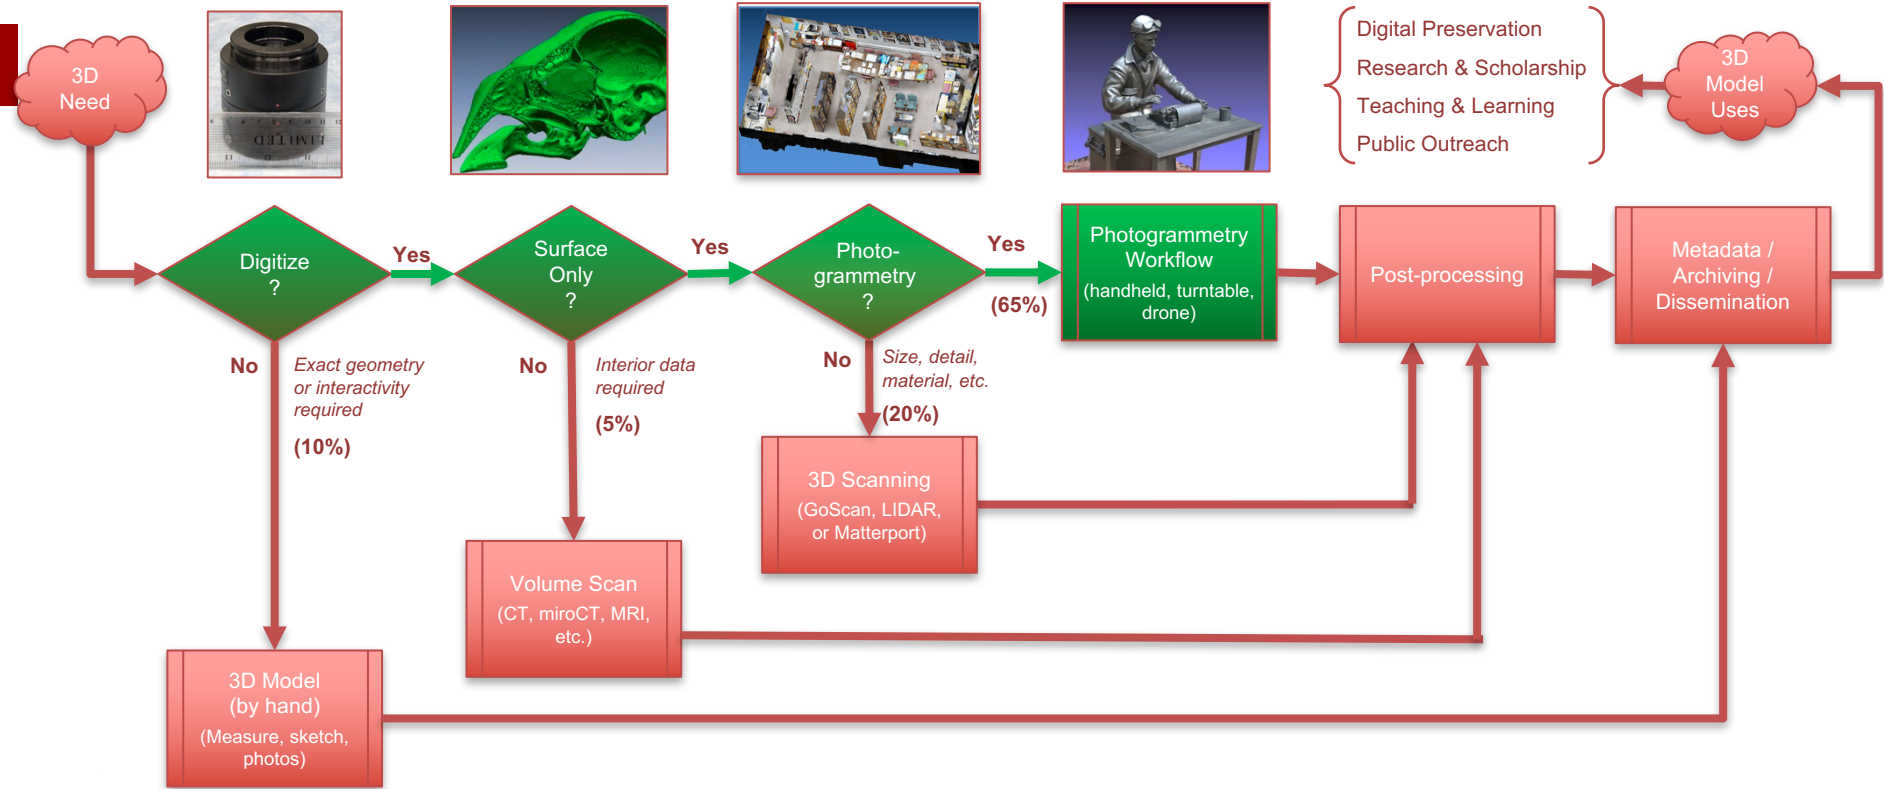 3D
Need
LIMITED
Digital Preservation
Research & Scholarship
Teaching & Learning
Public Outreach
3D
Model
Uses
Digitize
?
Yes
Surface
Only
?
Yes
Photo-
grammetry
?
Yes
(65%)
Photogrammetry
Workflow
(handheld, turntable,
drone)
Post-processing
Metadata /
Archiving /
Dissemination
No
Exact geometry
or interactivity
required
(10%)
No
Interior data
required
(5%)
No
Size, detail,
material, etc.
(20%)
3D Scanning
(GoScan, LIDAR,
or Matterport)
Volume Scan
(CT, miroCT, MRI,
etc.)
3D Model
(by hand)
(Measure, sketch,
photos)